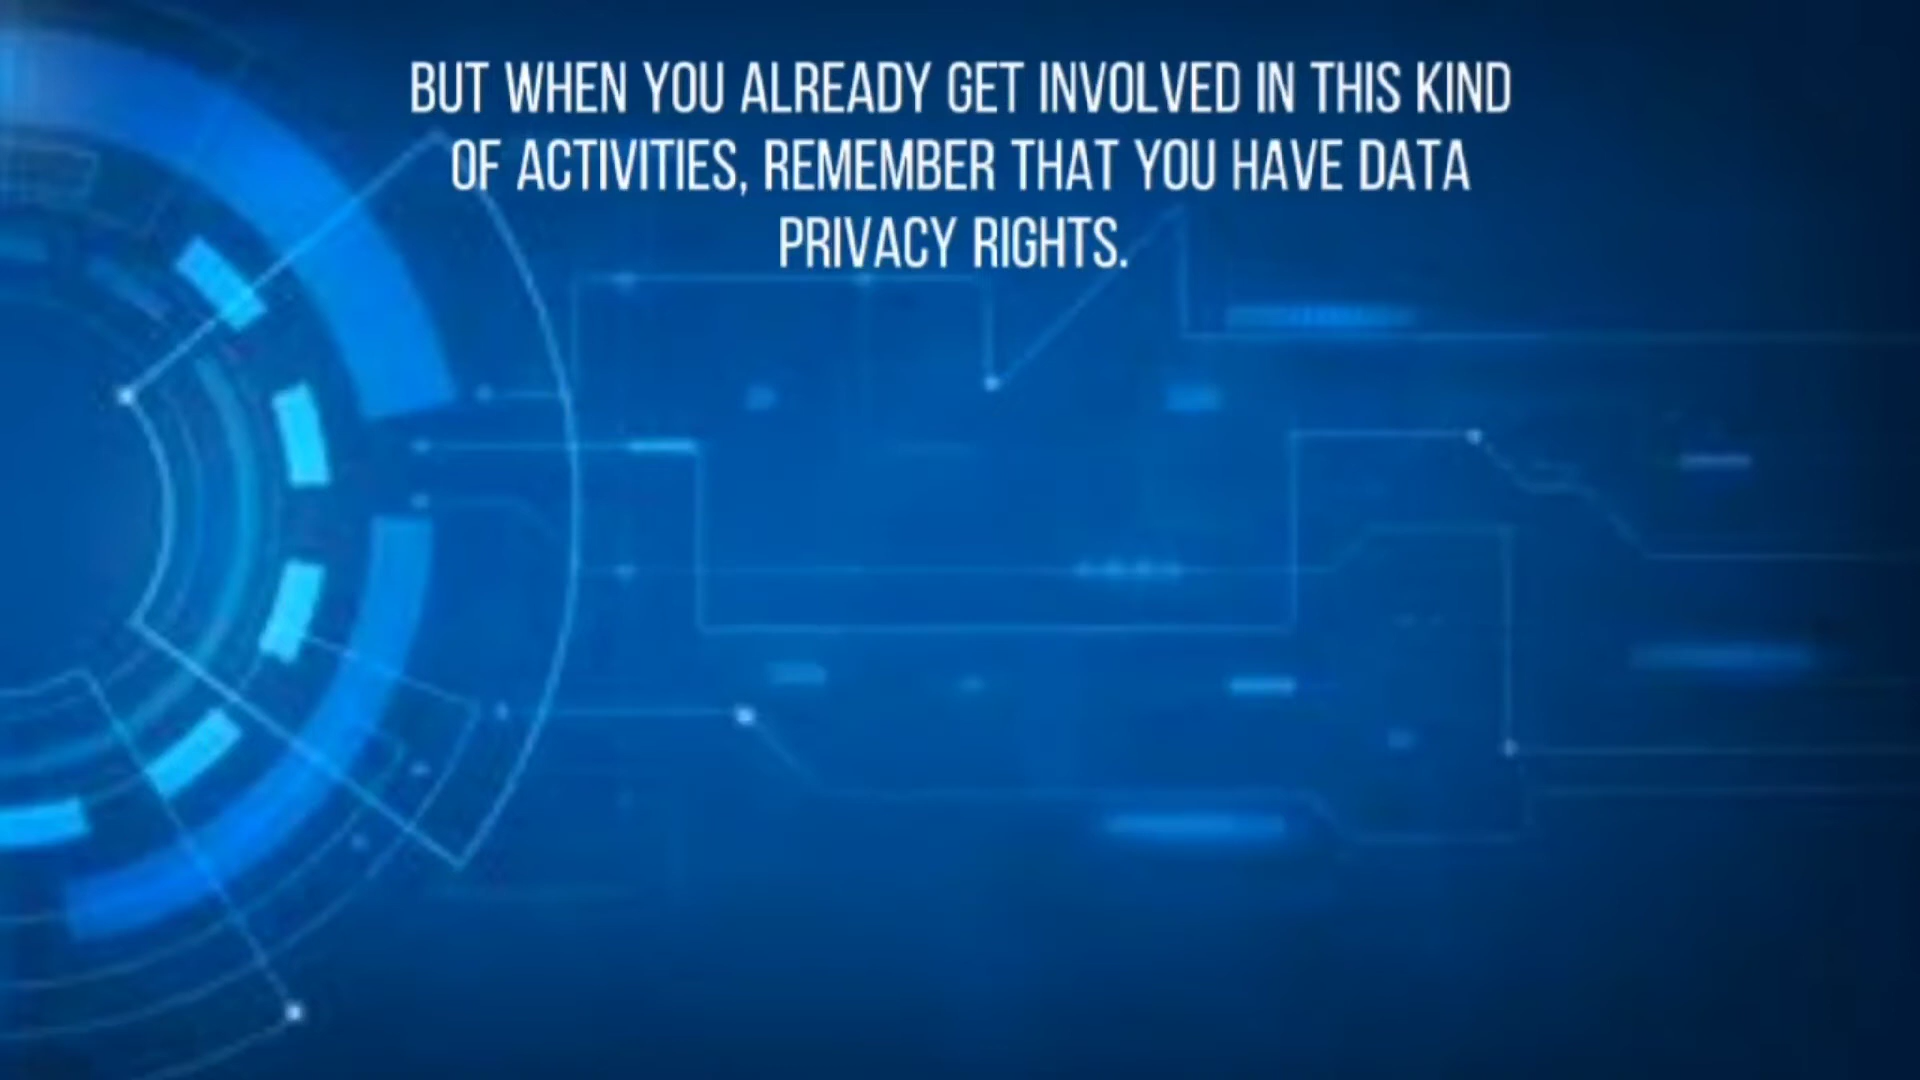 BUT WHEN YOU ALREADY GET INVOLVED IN THIS KIND
OF ACTIVITIES, REMEMBER THAT YOU HAVE DATA
PRIVACY RIGHTS.